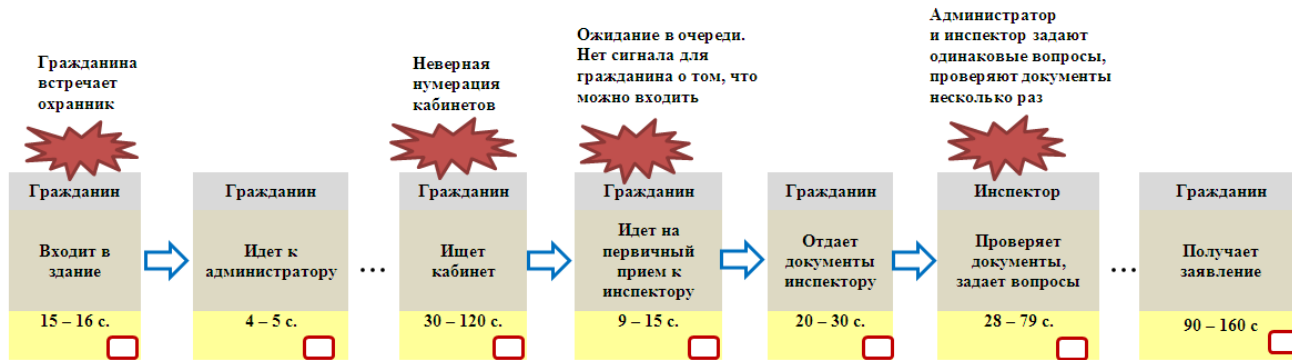 Гражданина
встречает
охранник
Неверная
нумерация
кабинетов
Ожидание в очереди.
Нет сигнала для
гражданина о том, что
можно входить
Администратор
и инспектор задают
одинаковые вопросы,
проверяют документы
несколько раз
Гражданин
Входит в
здание
15 – 16 с.
Гражданин
Идет к
администратору
4 – 5 с.
...
Гражданин
Ищет
кабинет
30 – 120 с.
Гражданин
Идет на
первичный
прием к
инспектору
9 – 15 с.
Гражданин
Отдает
документы
инспектору
20 – 30 с.
Инспектор
Проверяет
документы,
задает вопросы
28 – 79 с
...
Гражданин
Получает
заявление
90 – 160 с